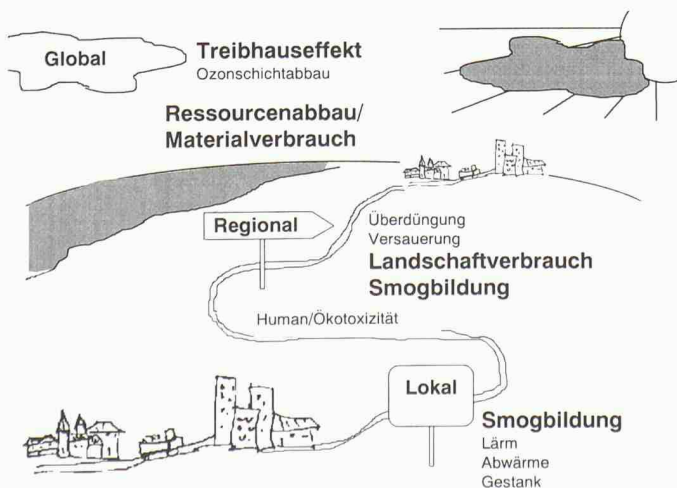 Global
Treibhauseffekt
Ozonschichtabbau
Ressourcenabbau/
Materialverbrauch
Regional
Überdüngung
Versauerung
Landschaftverbrauch
Smogbildung
Human/Ökotoxizität
Lokal
Smogbildung
Lärm
Abwärme
Gestank